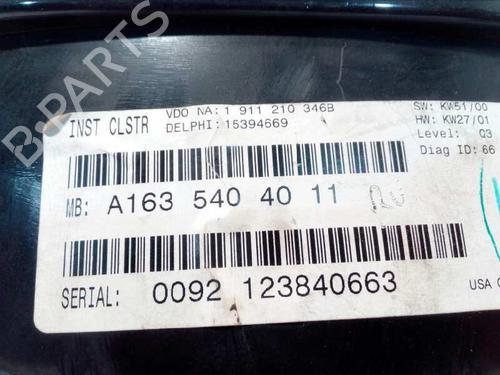 INST CLSTR
VDO NA: 1 911 210 346B
DELPHI: 15394669
SW: KW51/00
HW: KW27/01
Level: 03
Diag ID: 66
MB: A163 540 40 11
SERIAL: 0092 123840663
USA
B-Parts